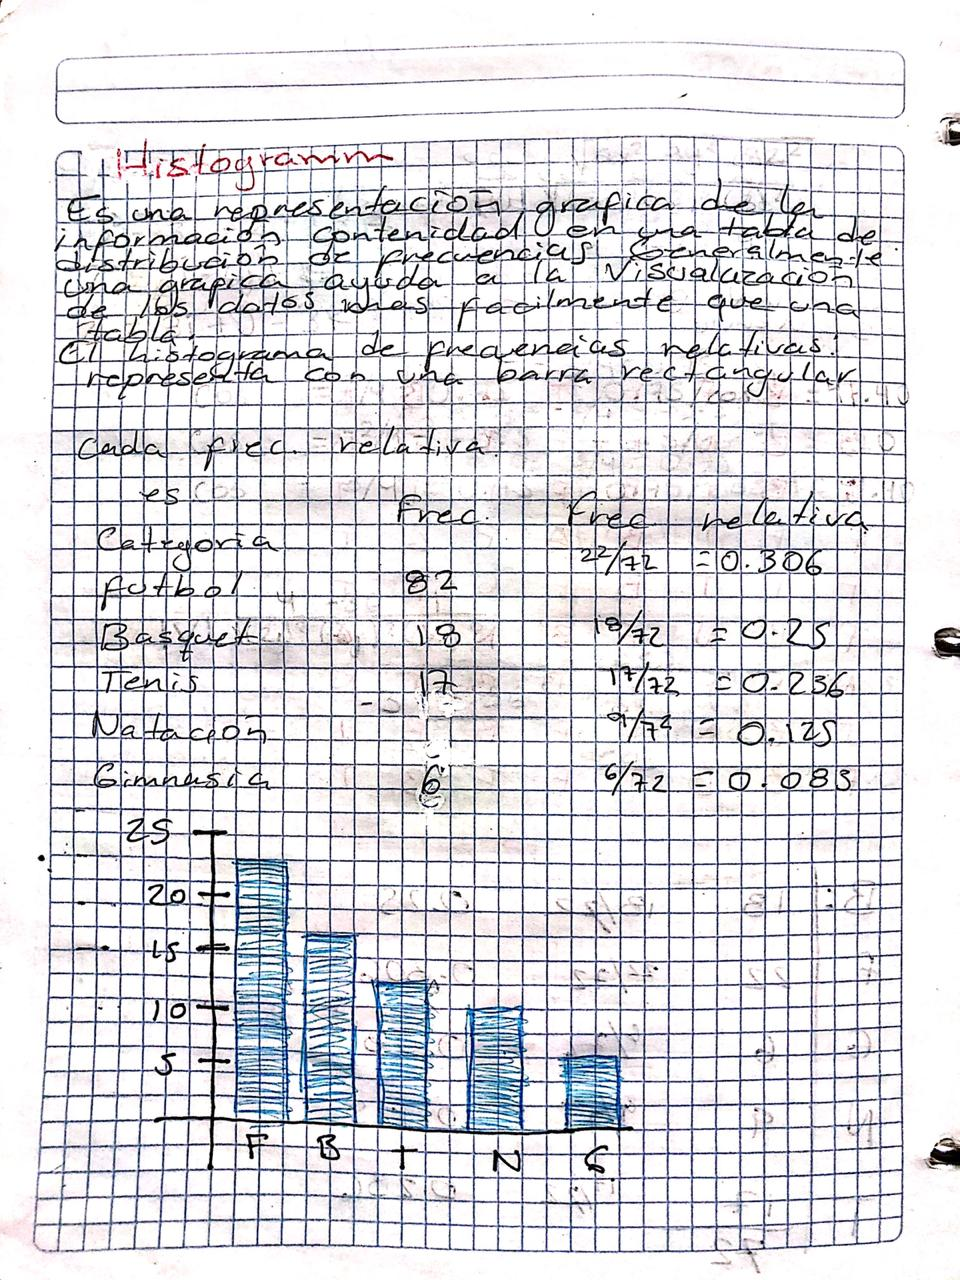 Histogramm
Es una representación grafica de la
información contenidad en una tabla de
distribución de frecuencias Generalmente
una grafica ayuda a la visualización
de los datos mas facilmente que una
tabla.
El histograma de frecuencias relativas:
representa con una barra rectangular
Cada frec. relativa.
es
Frec. Frec relativa
Categoria 22/72 = 0.306
futbol 82
Basquet 18 18/72 = 0.25
Tenis 17 17/72 = 0.236
Natación 9/72 = 0.125
Gimnasia 6 6/72 = 0.083
25
20
15
10
5
F B T N G